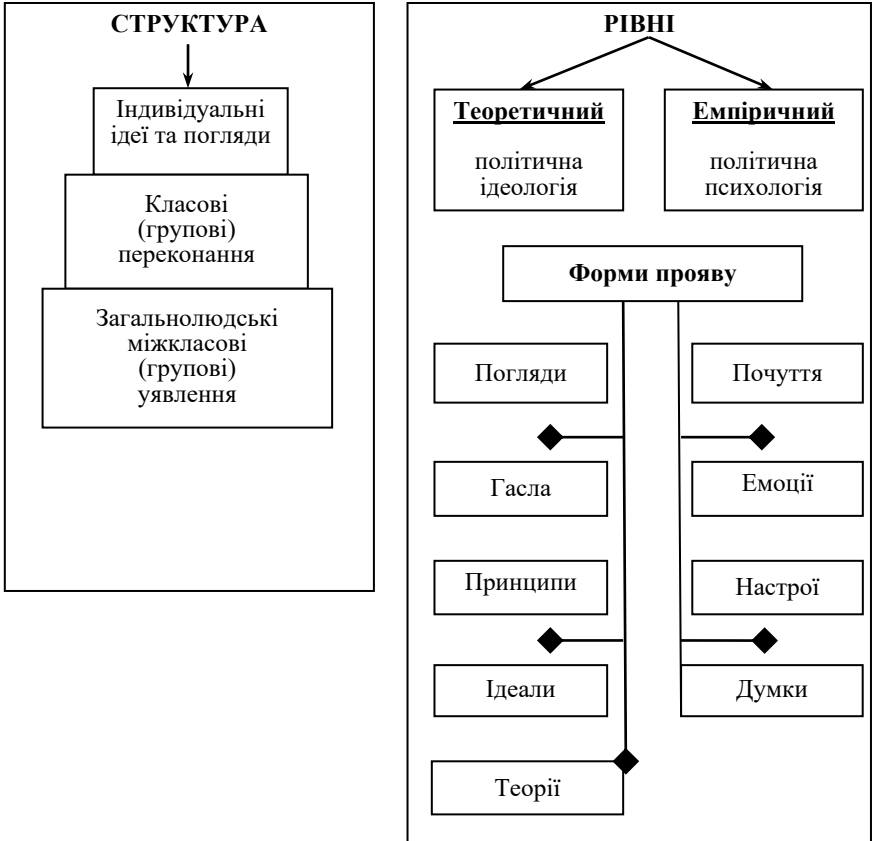 СТРУКТУРА
Індивідуальні
ідеї та погляди
Класові
(групові)
переконання
Загальнолюдські
міжкласові
(групові)
уявлення
РІВНІ
Теоретичний
політична
ідеологія
Емпіричний
політична
психологія
Форми прояву
Погляди
Почуття
Гасла
Емоції
Принципи
Настрої
Ідеали
Думки
Теорії